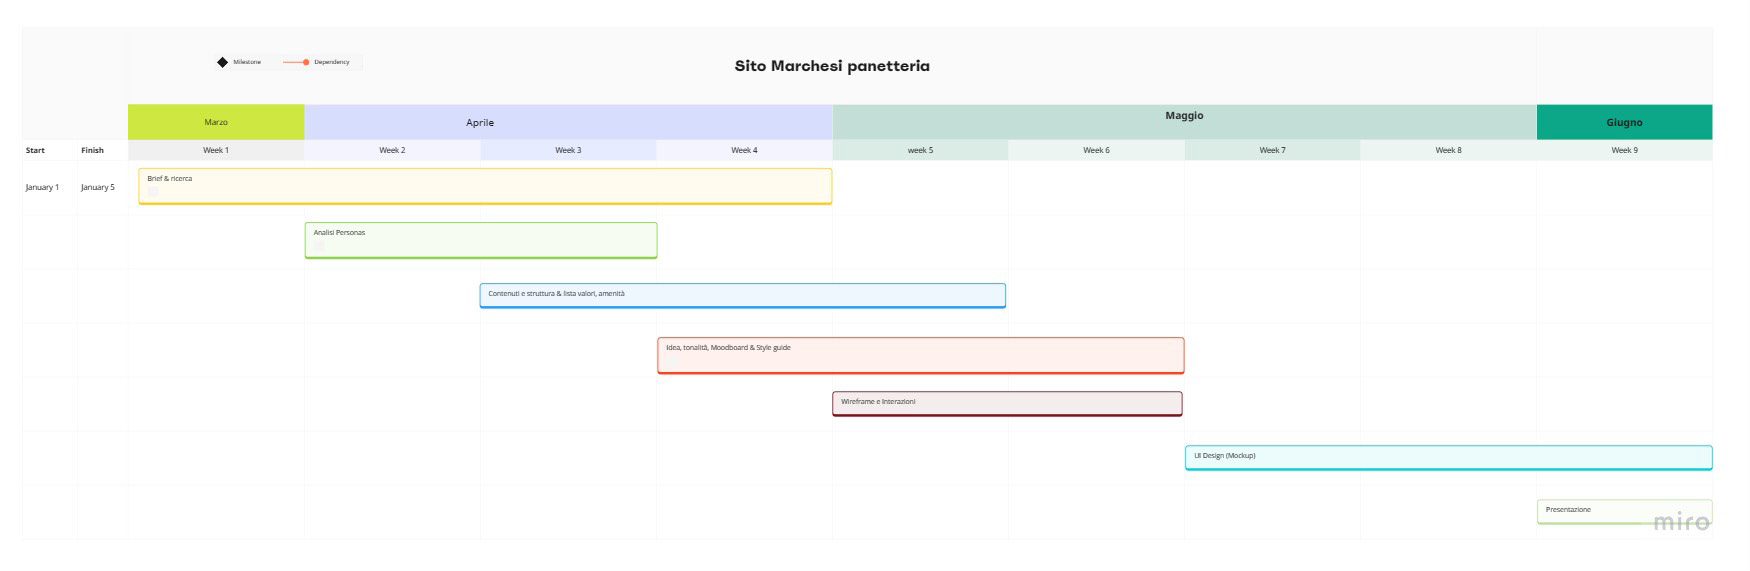 Milestone Dependency
Sito Marchesi panetteria
Marzo Aprile Maggio Giugno
Start Finish Week 1 Week 2 Week 3 Week 4 week 5 Week 6 Week 7 Week 8 Week 9
January 1 January 5 Brief & ricerca
Analisi Personas
Contenuti e struttura & lista valori, amenità
Idea, tonalità, Moodboard & Style guide
Wireframe e Interazioni
UI Design (Mockup)
Presentazione
miro